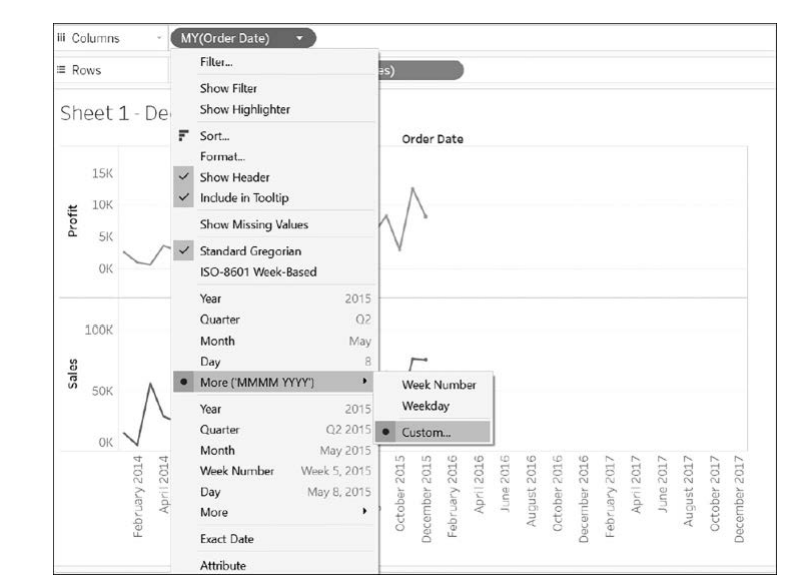 Columns
MY(Order Date)
Rows
es)
Sheet 1 - De
Order Date
Filter...
Show Filter
Show Highlighter
Sort...
Format...
Show Header
Include in Tooltip
Show Missing Values
Standard Gregorian
ISO-8601 Week-Based
Year 2015
Quarter Q2
Month May
Day 8
More ('MMMM YYYY')
Week Number
Weekday
Custom...
Year 2015
Quarter Q2 2015
Month May 2015
Week Number Week 5, 2015
Day May 8, 2015
More
Exact Date
Attribute
Profit
15K
10K
5K
0K
Sales
100K
50K
0K
February 2014
April 2014
October 2015
December 2015
February 2016
April 2016
June 2016
August 2016
October 2016
December 2016
February 2017
April 2017
June 2017
August 2017
October 2017
December 2017